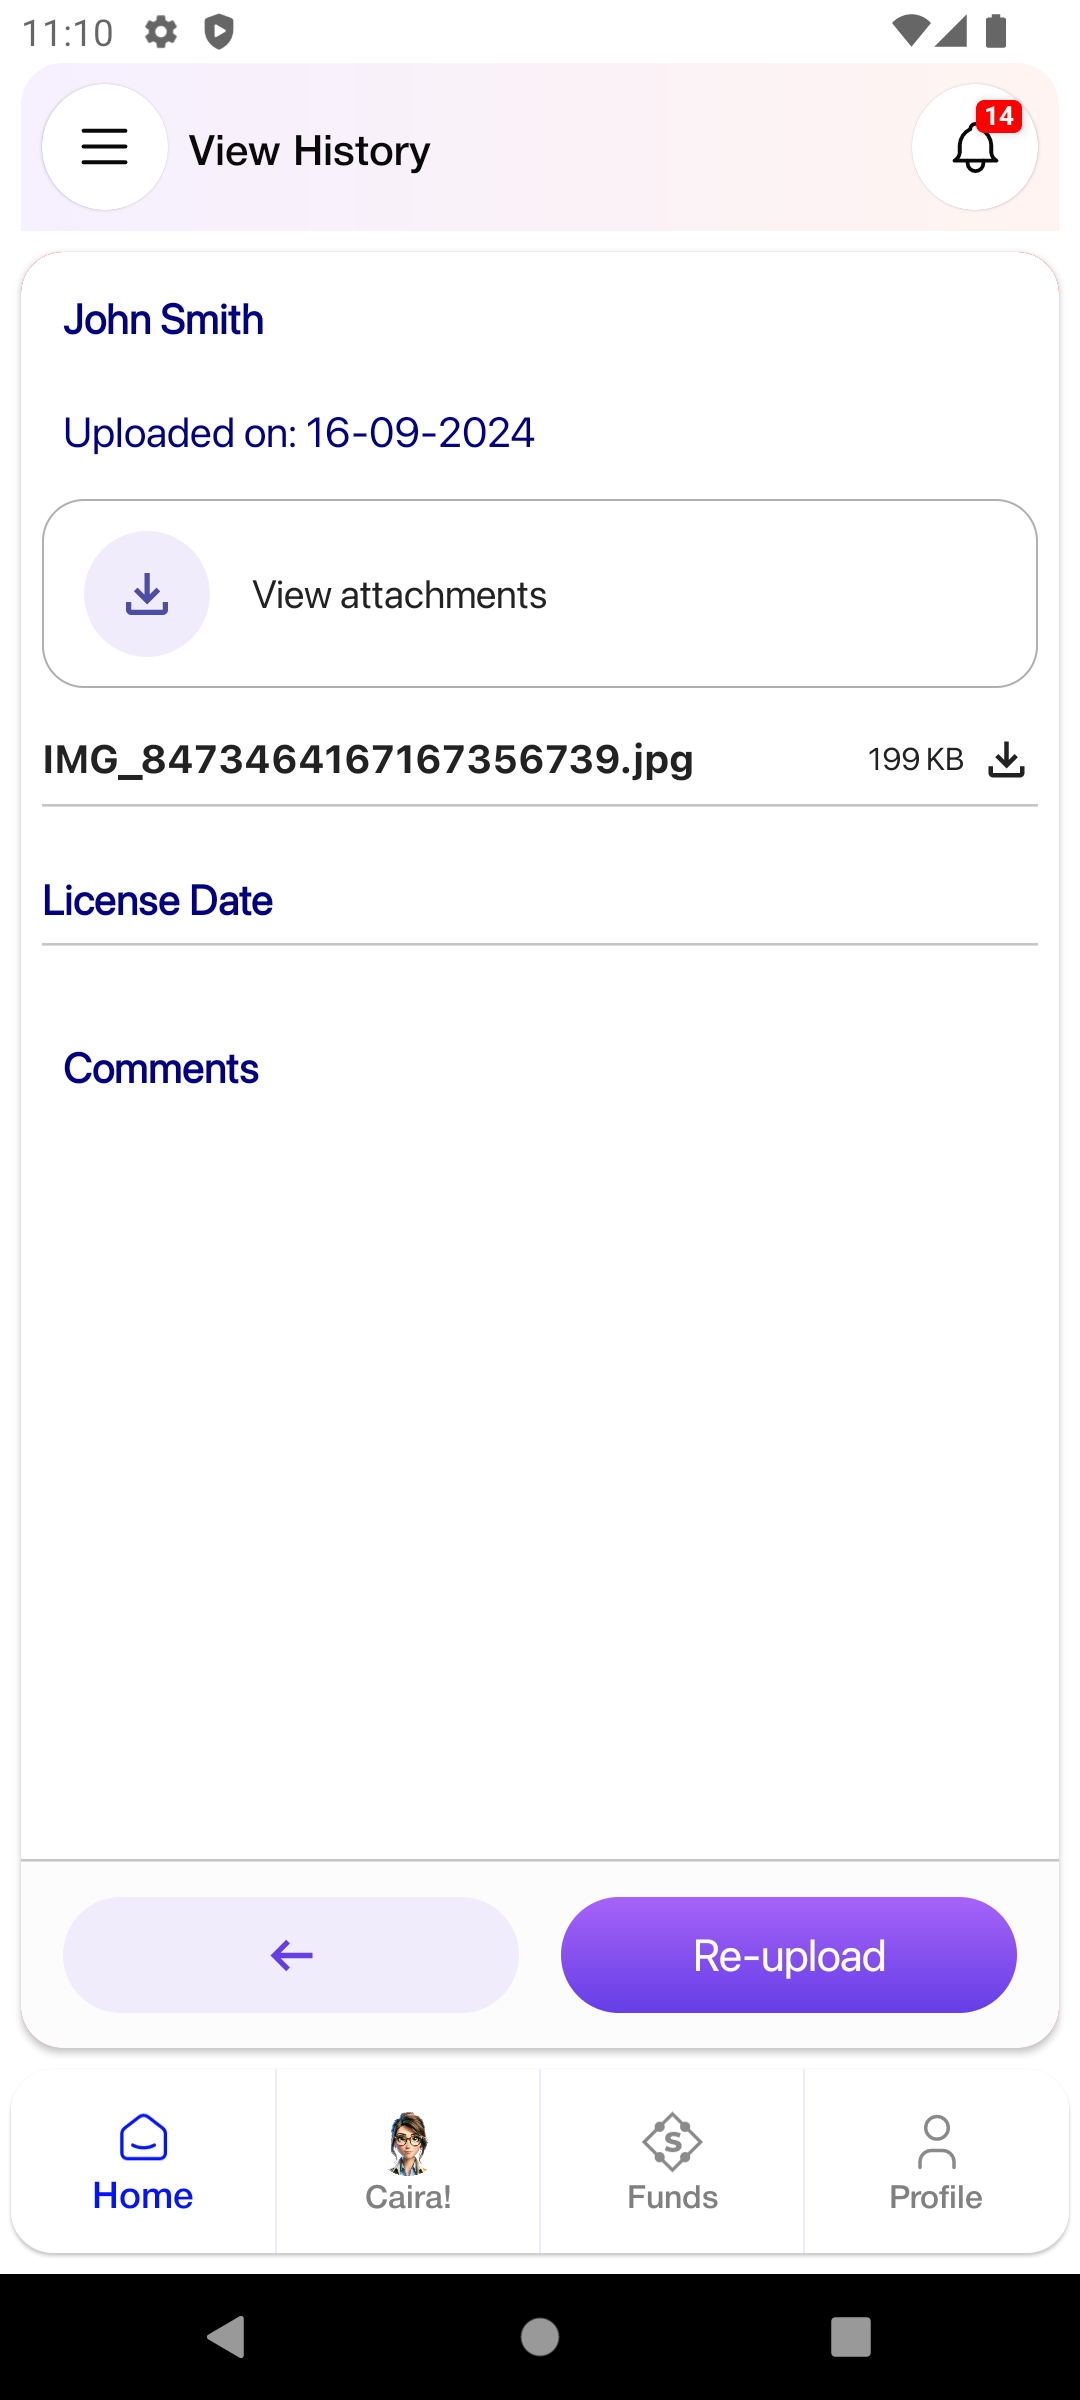 11:10
View History
14
John Smith
Uploaded on: 16-09-2024
View attachments
IMG_8473464167167356739.jpg 199 KB
License Date
Comments
Re-upload
Home Caira! Funds Profile